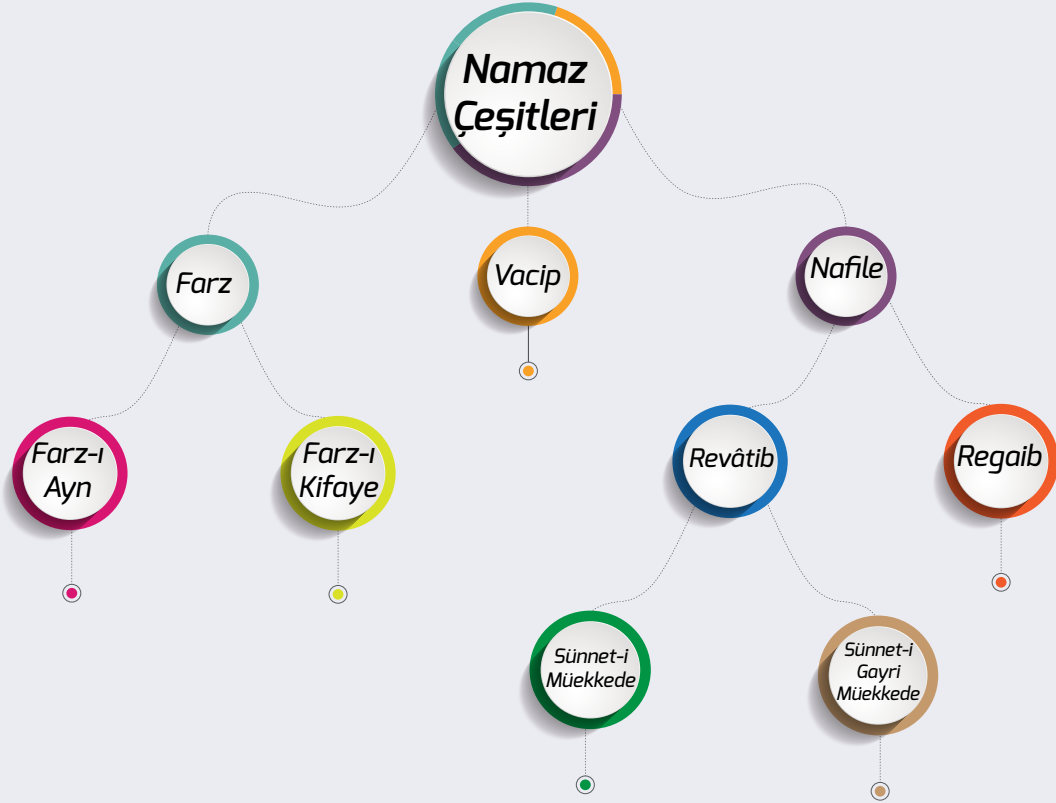 Namaz
Çeşitleri
Farz
Vacip
Nafile
Farz-ı
Ayn
Farz-ı
Kifaye
Revâtib
Regaib
Sünnet-i
Müekkede
Sünnet-i
Gayri
Müekkede